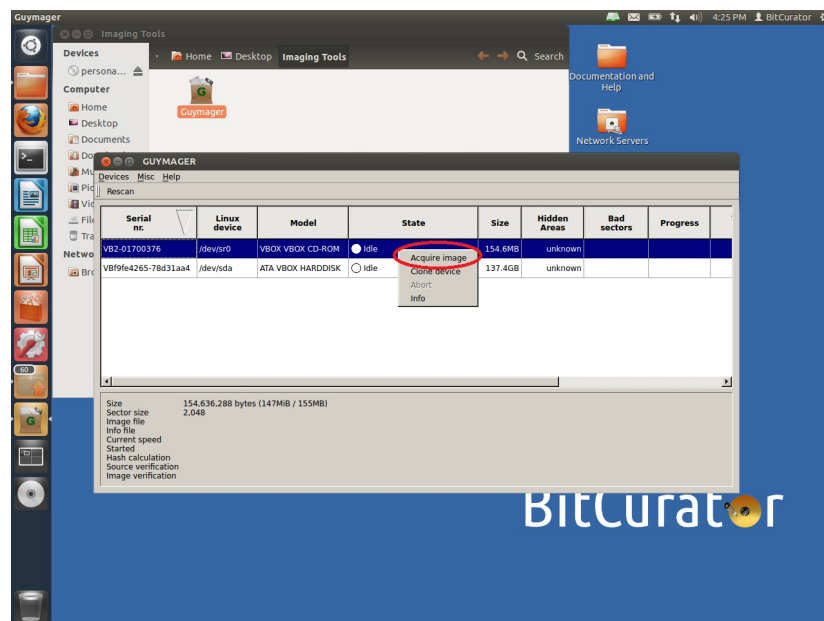 Guymager
4:25 PM BitCurator
Imaging Tools
Devices
Home Desktop Imaging Tools
Search
persona...
Computer
Home
Desktop
Documents
Guymager
Documentation and
Help
Network Servers
GUYMAGER
Devices Misc Help
Rescan
Serial nr. Linux device Model State Size Hidden Areas Bad sectors Progress
VB2-01700376 /dev/sr0 VBOX VBOX CD-ROM Idle 154.6MB unknown
VBf9fe4265-78d31aa4 /dev/sda ATA VBOX HARDDISK Idle 137.4GB unknown
Acquire image
Clone device
Abort
Info
60
Size 154,636,288 bytes (147MiB / 155MB)
Sector size 2,048
Image file
Info file
Current speed
Started
Hash calculation
Source verification
Image verification
BitCurator